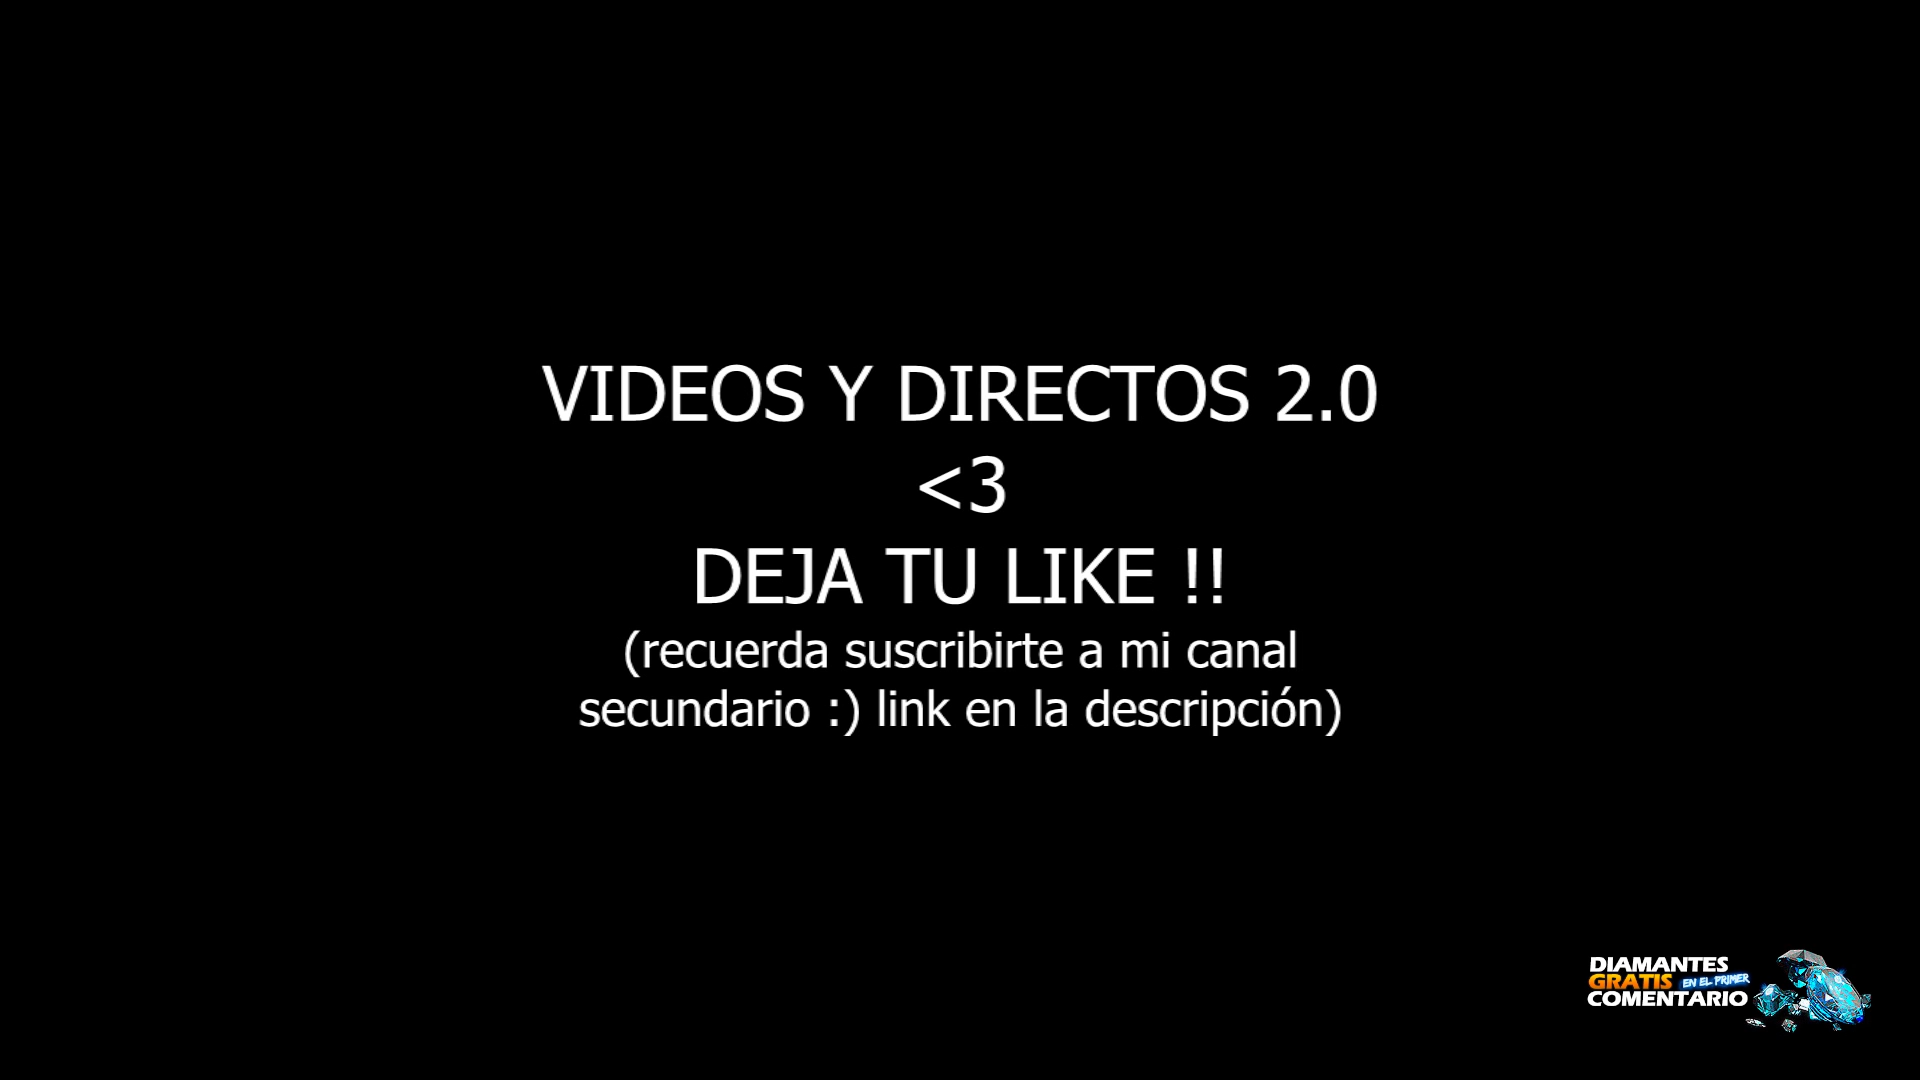 VIDEOS Y DIRECTOS 2.0
<3
DEJA TU LIKE !!
(recuerda suscribirte a mi canal
secundario :) link en la descripción)
DIAMANTES
GRATIS EN EL PRIMER
COMENTARIO